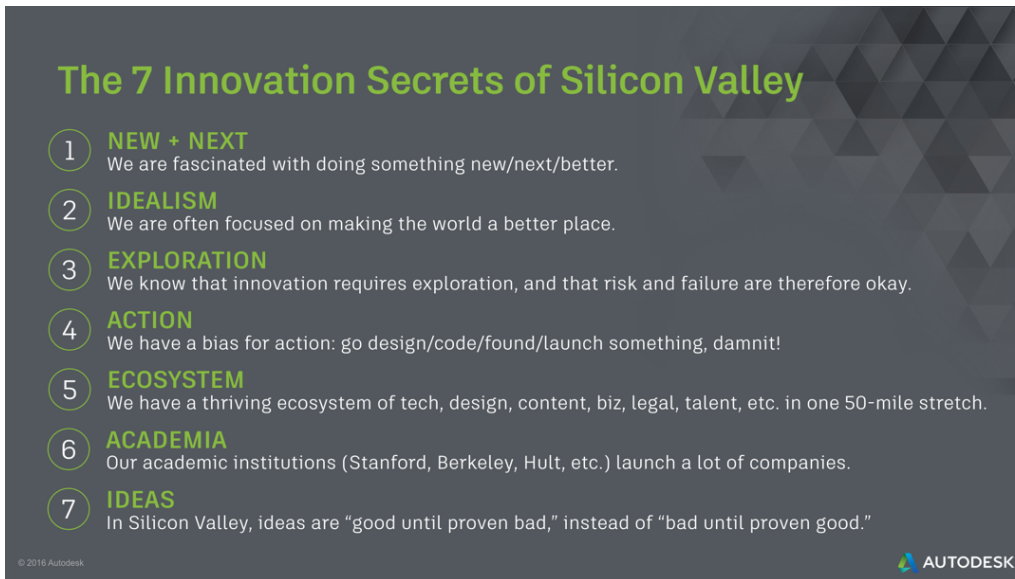 The 7 Innovation Secrets of Silicon Valley
1 NEW + NEXT
We are fascinated with doing something new/next/better.
2 IDEALISM
We are often focused on making the world a better place.
3 EXPLORATION
We know that innovation requires exploration, and that risk and failure are therefore okay.
4 ACTION
We have a bias for action: go design/code/found/launch something, damnit!
5 ECOSYSTEM
We have a thriving ecosystem of tech, design, content, biz, legal, talent, etc. in one 50-mile stretch.
6 ACADEMIA
Our academic institutions (Stanford, Berkeley, Hult, etc.) launch a lot of companies.
7 IDEAS
In Silicon Valley, ideas are “good until proven bad,” instead of “bad until proven good.”
© 2016 Autodesk
AUTODESK